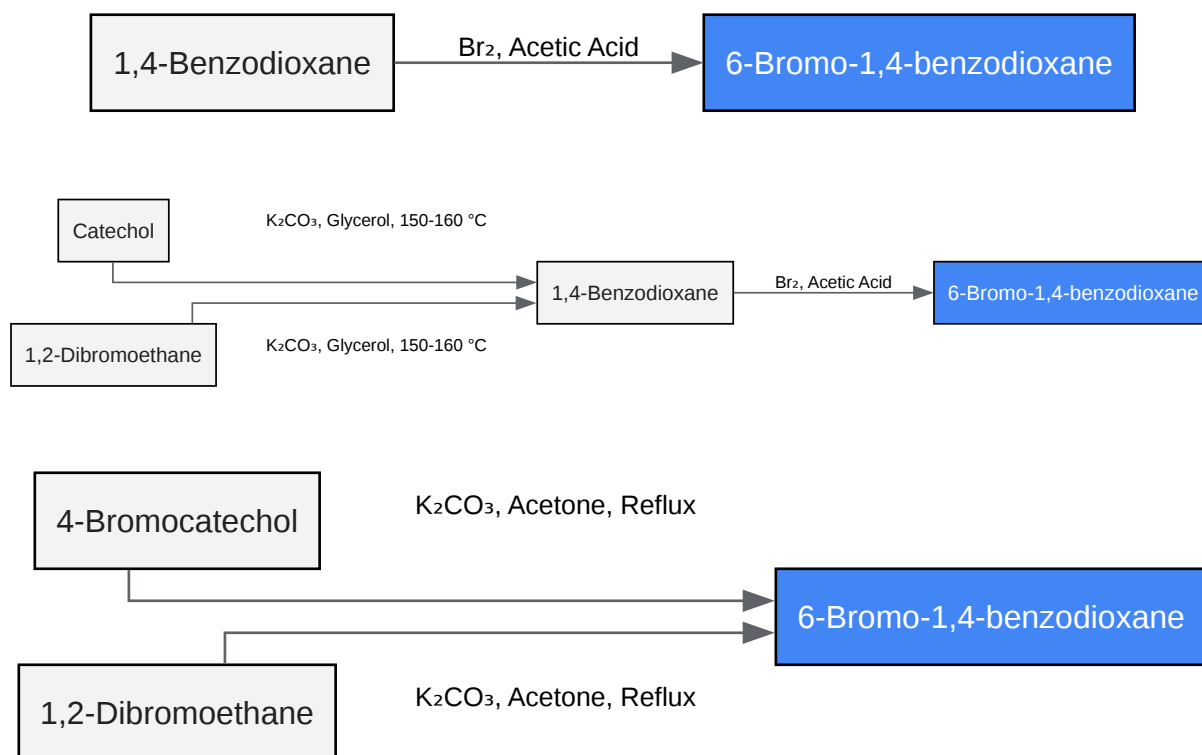 1,4-Benzodioxane
Br₂, Acetic Acid
6-Bromo-1,4-benzodioxane
Catechol
K₂CO₃, Glycerol, 150-160 °C
1,4-Benzodioxane
Br₂, Acetic Acid
6-Bromo-1,4-benzodioxane
1,2-Dibromoethane
K₂CO₃, Glycerol, 150-160 °C
4-Bromocatechol
K₂CO₃, Acetone, Reflux
6-Bromo-1,4-benzodioxane
1,2-Dibromoethane
K₂CO₃, Acetone, Reflux